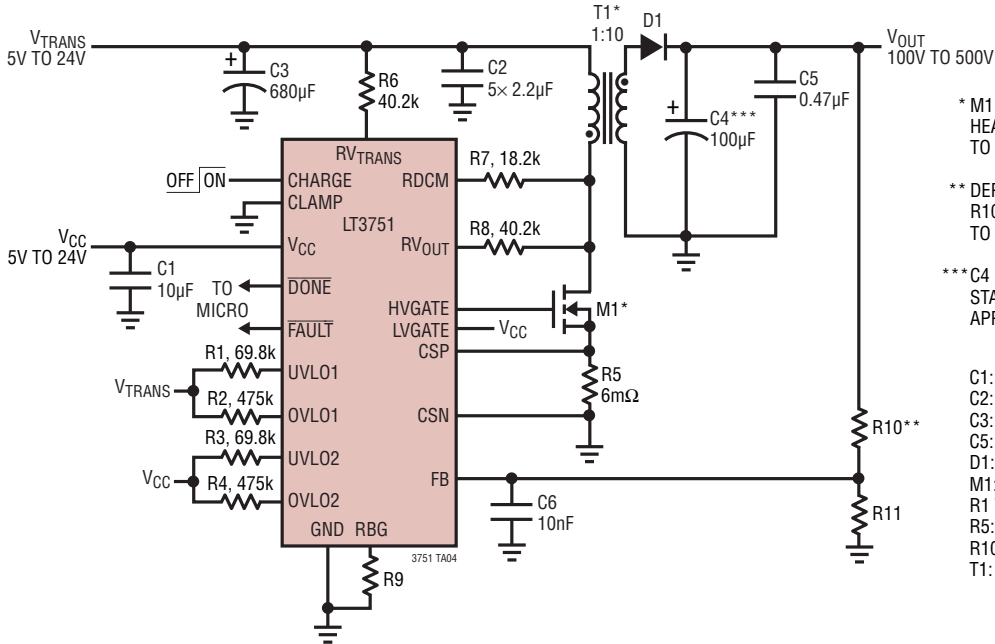 T1*
1:10
D1
VTRANS
5V TO 24V
VOUT
100V TO 500V
+
C3
680µF
R6
40.2k
C2
5× 2.2µF
+
C4***
100µF
C5
0.47µF
* M1
HEA
TO
RVTRANS
OFF ON
CHARGE
CLAMP
LT3751
RDCM
R7, 18.2k
** DEP
R10
TO
VCC
5V TO 24V
VCC
RVOUT
R8, 40.2k
C1
10µF
TO
MICRO
DONE
FAULT
HVGATE
LVGATE
VCC
M1*
CSP
***C4
STA
APP
R1, 69.8k
UVLO1
VTRANS
R2, 475k
OVLO1
R3, 69.8k
UVLO2
VCC
R4, 475k
OVLO2
R5
6mΩ
CSN
FB
R10**
R11
C6
10nF
GND RBG
3751 TA04
R9
C1:
C2:
C3:
C5:
D1:
M1:
R1
R5:
R10
T1: